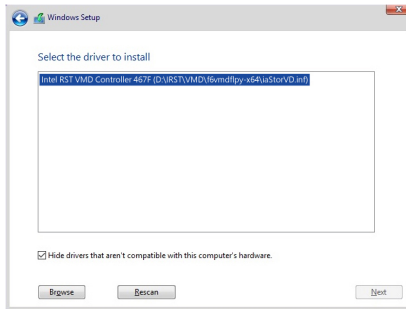 Windows Setup
Select the driver to install
Intel RST VMD Controller 467F (D:\IRST\VMD\f6vmdflpy-x64\iaStorVD.inf)
Hide drivers that aren't compatible with this computer's hardware.
Browse Rescan Next